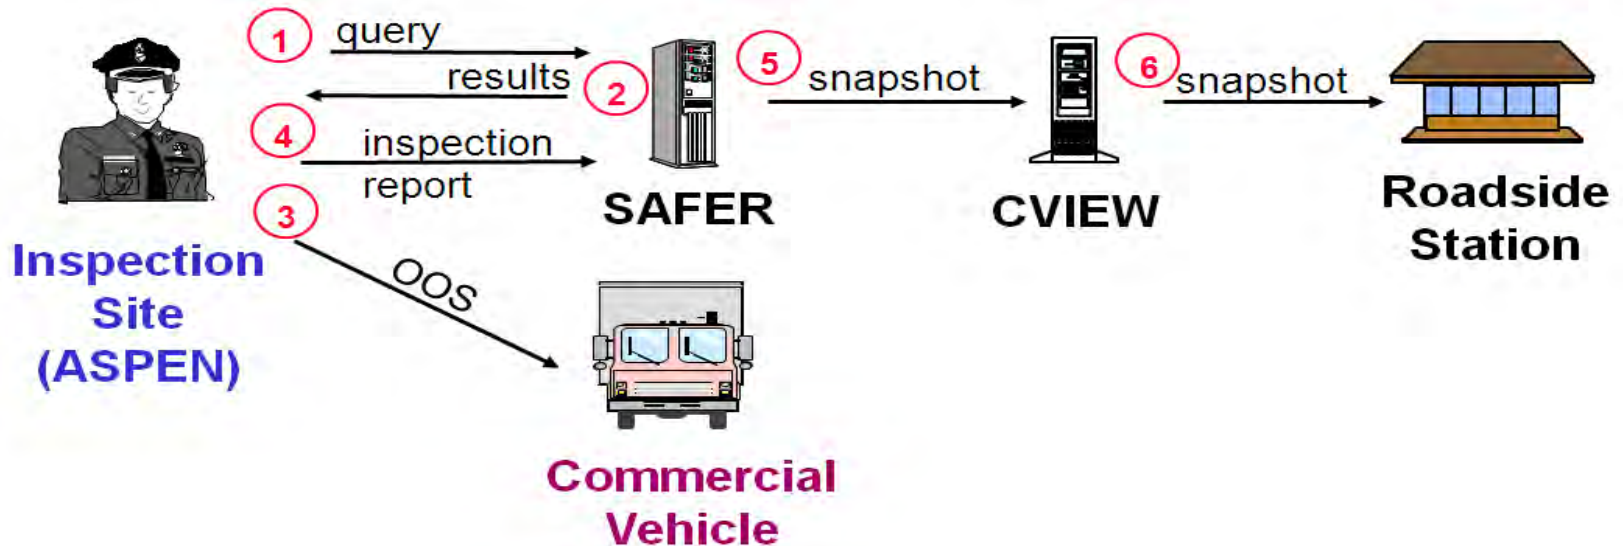 1
query
results
2
4
inspection
report
3
OOS
5
snapshot
6
snapshot
SAFER
CVIEW
Roadside
Station
Inspection
Site
(ASPEN)
Commercial
Vehicle